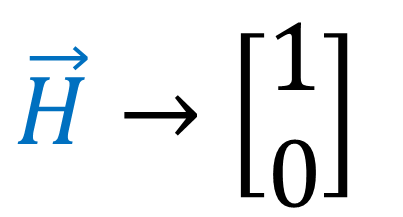 H⃗ → [1
0]